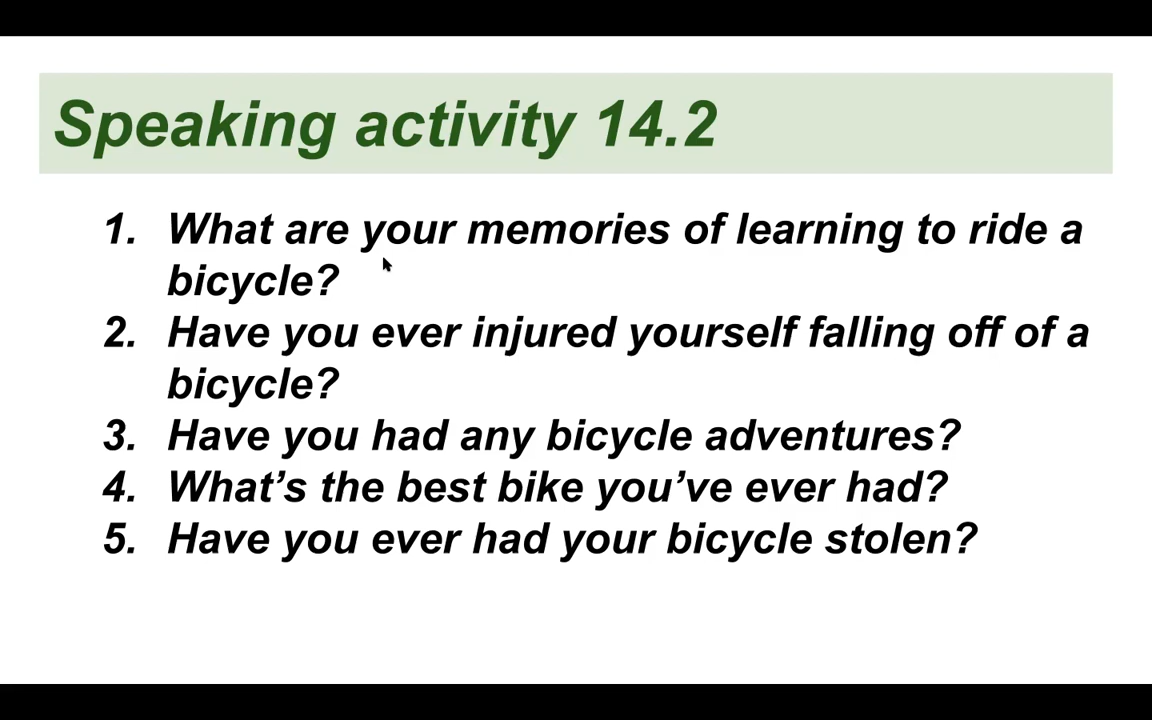 Speaking activity 14.2
1. What are your memories of learning to ride a
bicycle?
2. Have you ever injured yourself falling off of a
bicycle?
3. Have you had any bicycle adventures?
4. What’s the best bike you’ve ever had?
5. Have you ever had your bicycle stolen?